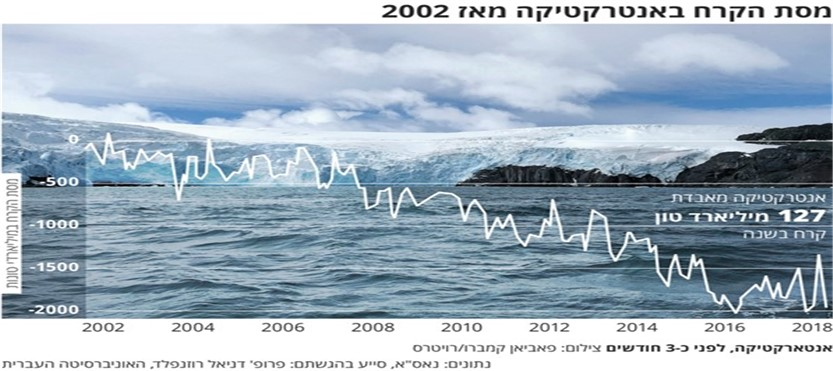 מסת הקרח באנטרקטיקה מאז 2002
מסת הקרח במיליארדי טונות
0
-500
-1000
-1500
-2000
אנטרקטיקה מאבדת
127 מיליארד טון
קרח בשנה
2002 2004 2006 2008 2010 2012 2014 2016 2018
אנטארקטיקה, לפני כ-3 חודשים צילום: פאביאן קמברו/רויטרס
נתונים: נאס"א, סייע בהגשתם: פרופ' דניאל רוזנפלד, האוניברסיטה העברית